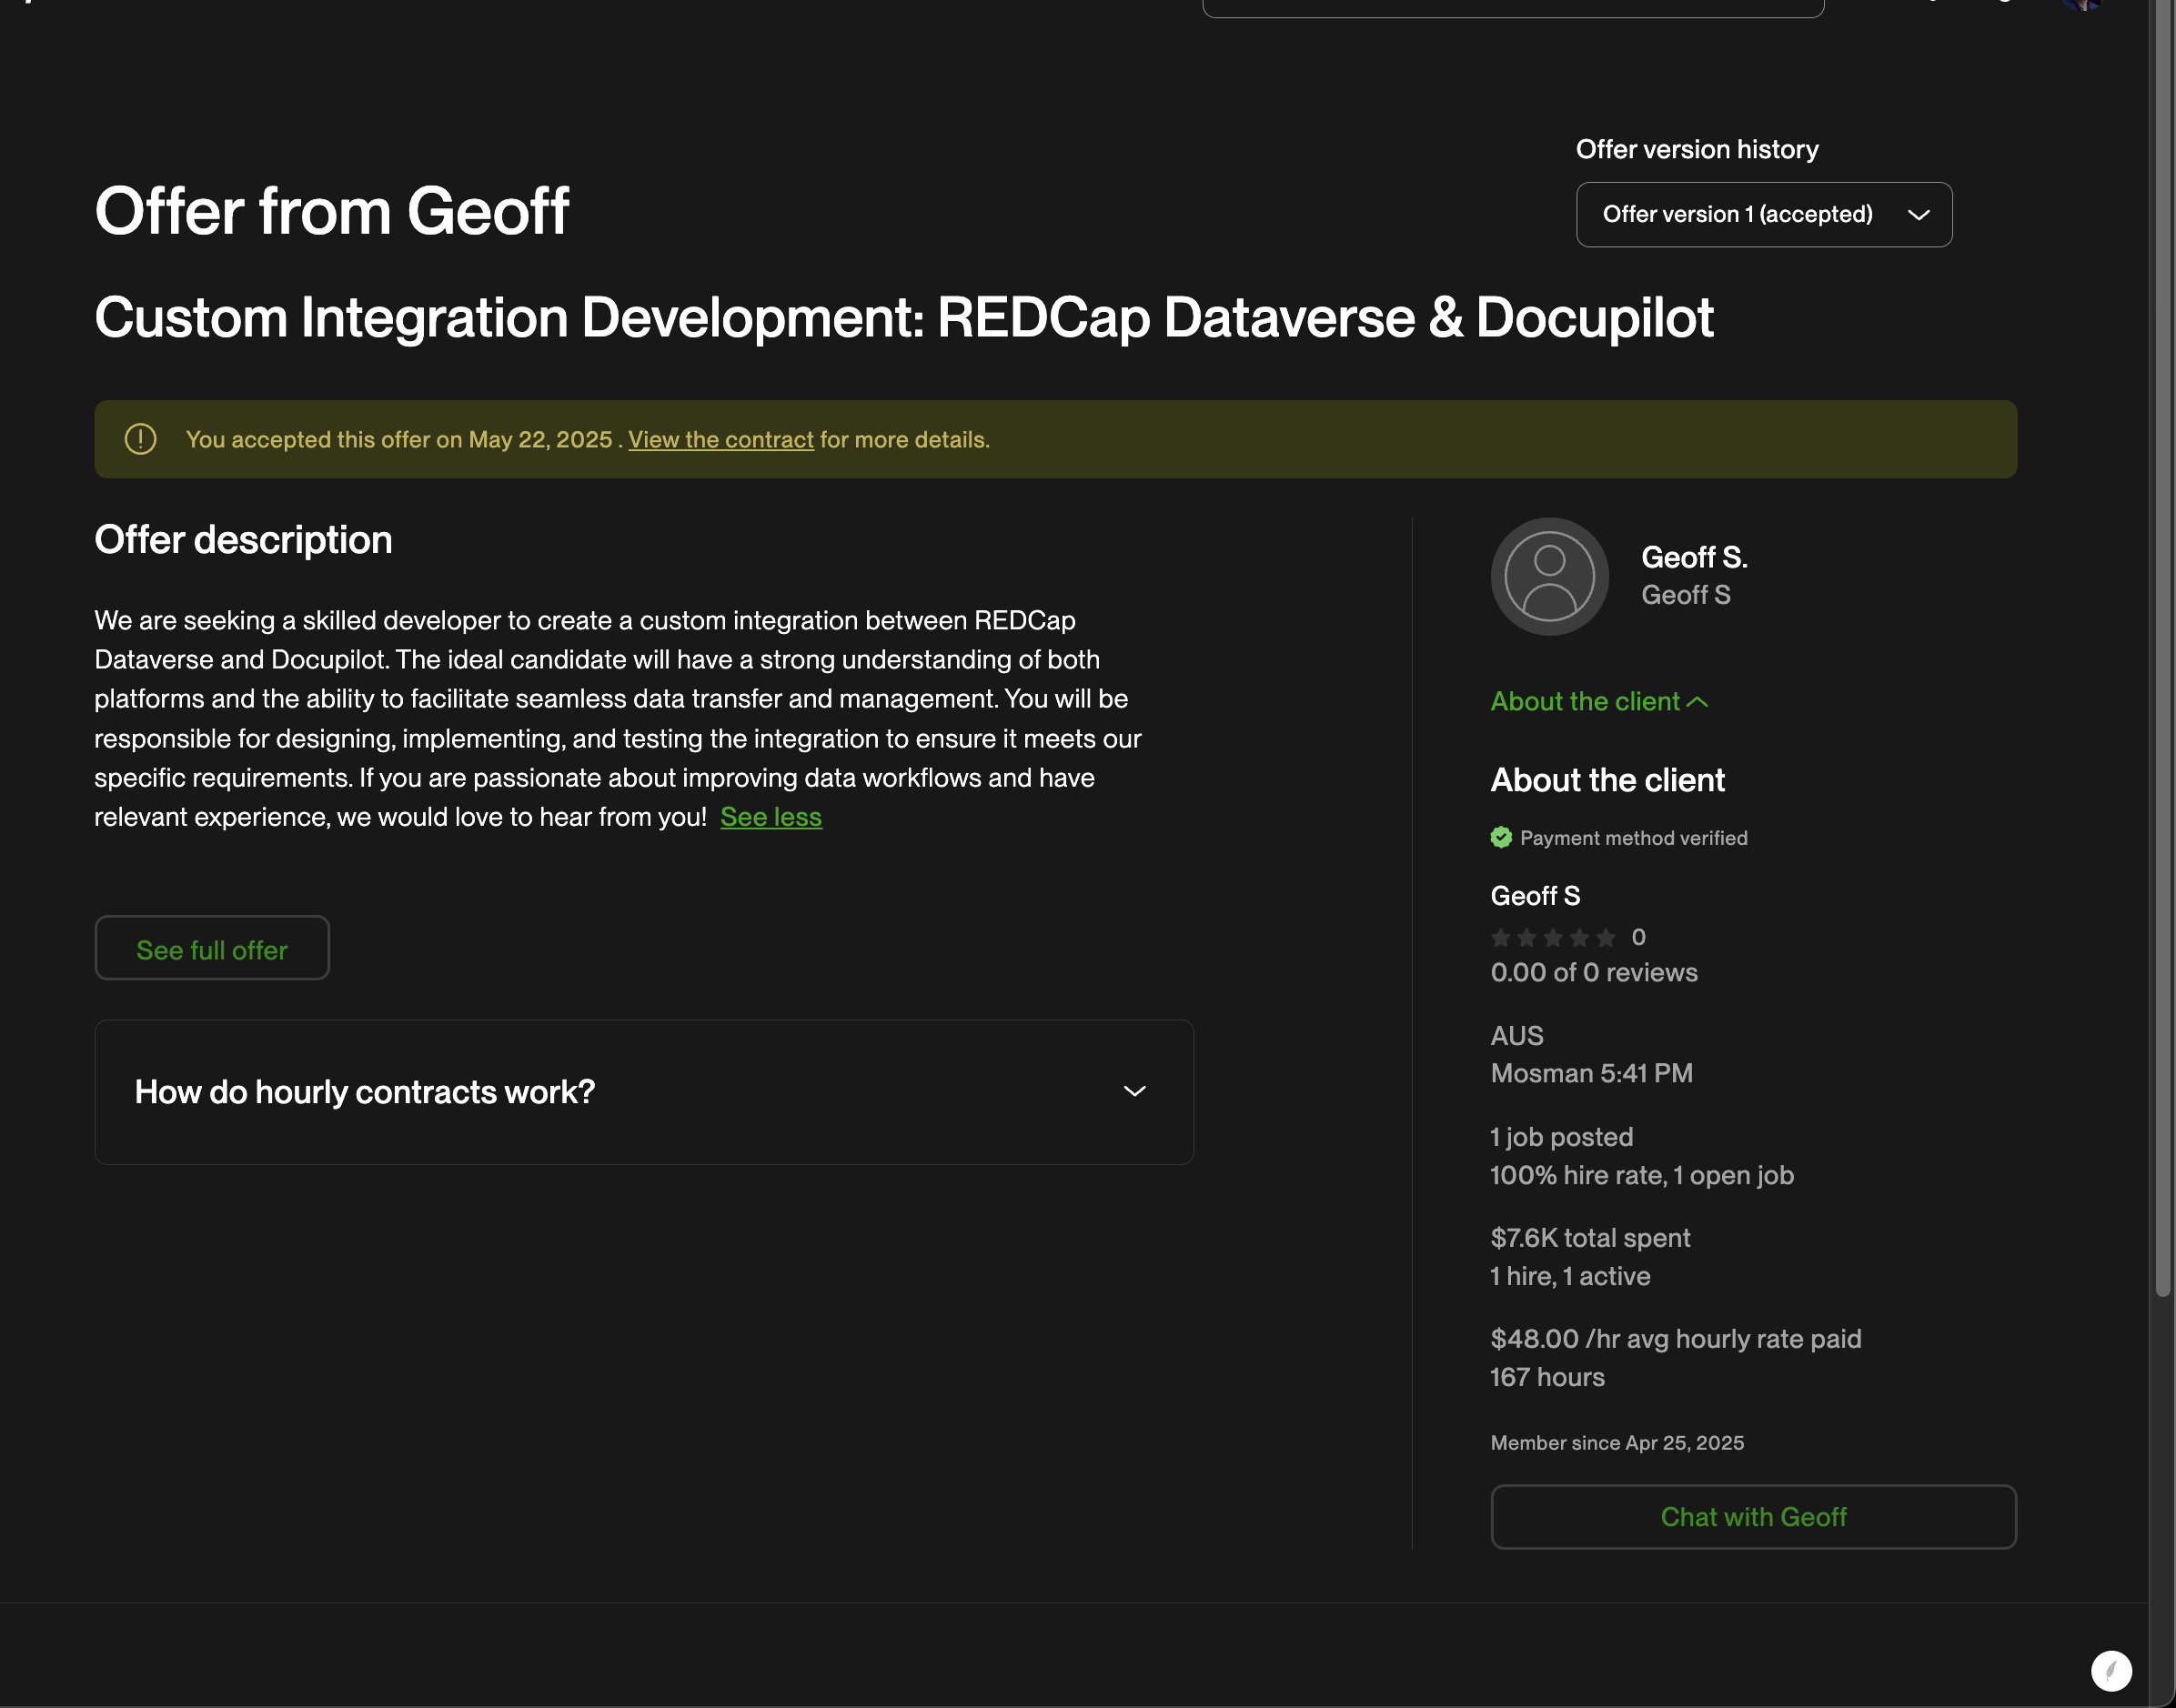 Offer version history
Offer from Geoff
Offer version 1 (accepted)
Custom Integration Development: REDCap Dataverse & Docupilot
You accepted this offer on May 22, 2025 . View the contract for more details.
Offer description
We are seeking a skilled developer to create a custom integration between REDCap
Dataverse and Docupilot. The ideal candidate will have a strong understanding of both
platforms and the ability to facilitate seamless data transfer and management. You will be
responsible for designing, implementing, and testing the integration to ensure it meets our
specific requirements. If you are passionate about improving data workflows and have
relevant experience, we would love to hear from you! See less
See full offer
How do hourly contracts work?
Geoff S.
Geoff S
About the client
About the client
Payment method verified
Geoff S
0
0.00 of 0 reviews
AUS
Mosman 5:41 PM
1 job posted
100% hire rate, 1 open job
$7.6K total spent
1 hire, 1 active
$48.00 /hr avg hourly rate paid
167 hours
Member since Apr 25, 2025
Chat with Geoff